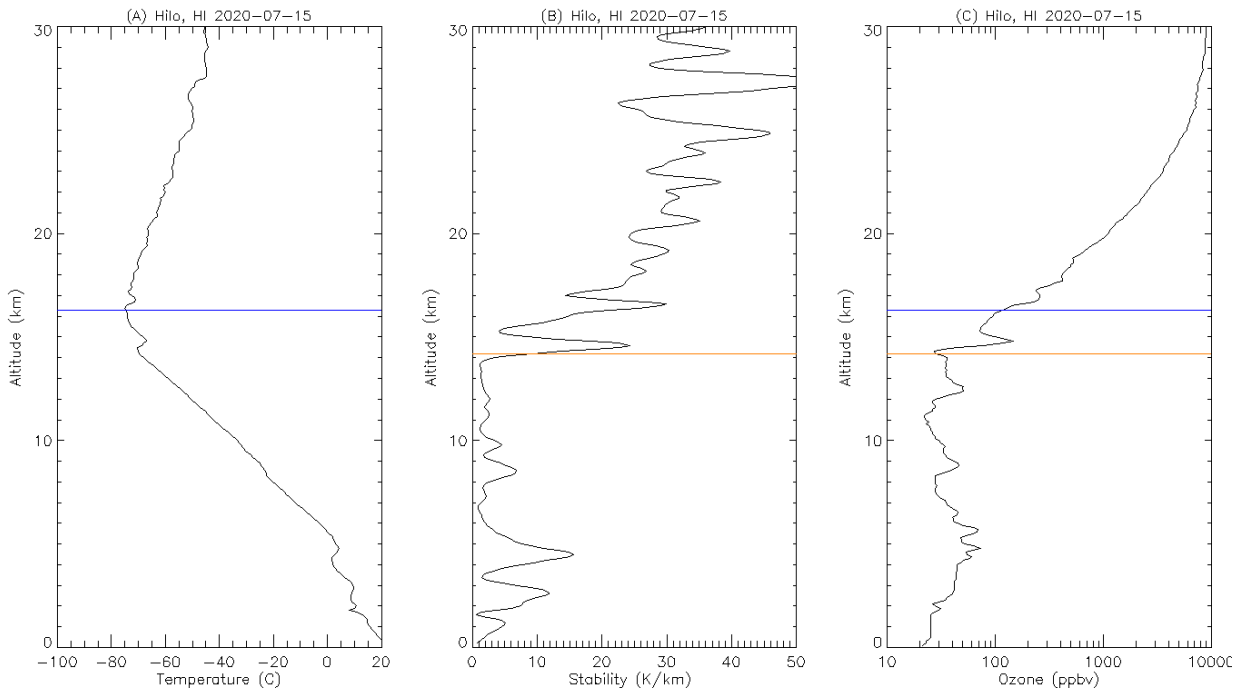 (A) Hilo, HI 2020-07-15
30
20
10
0
Altitude (km)
-100 -80 -60 -40 -20 0 20
Temperature (C)
(B) Hilo, HI 2020-07-15
30
20
10
0
Altitude (km)
0 10 20 30 40 50
Stability (K/km)
(C) Hilo, HI 2020-07-15
30
20
10
0
Altitude (km)
10 100 1000 10000
Ozone (ppbv)